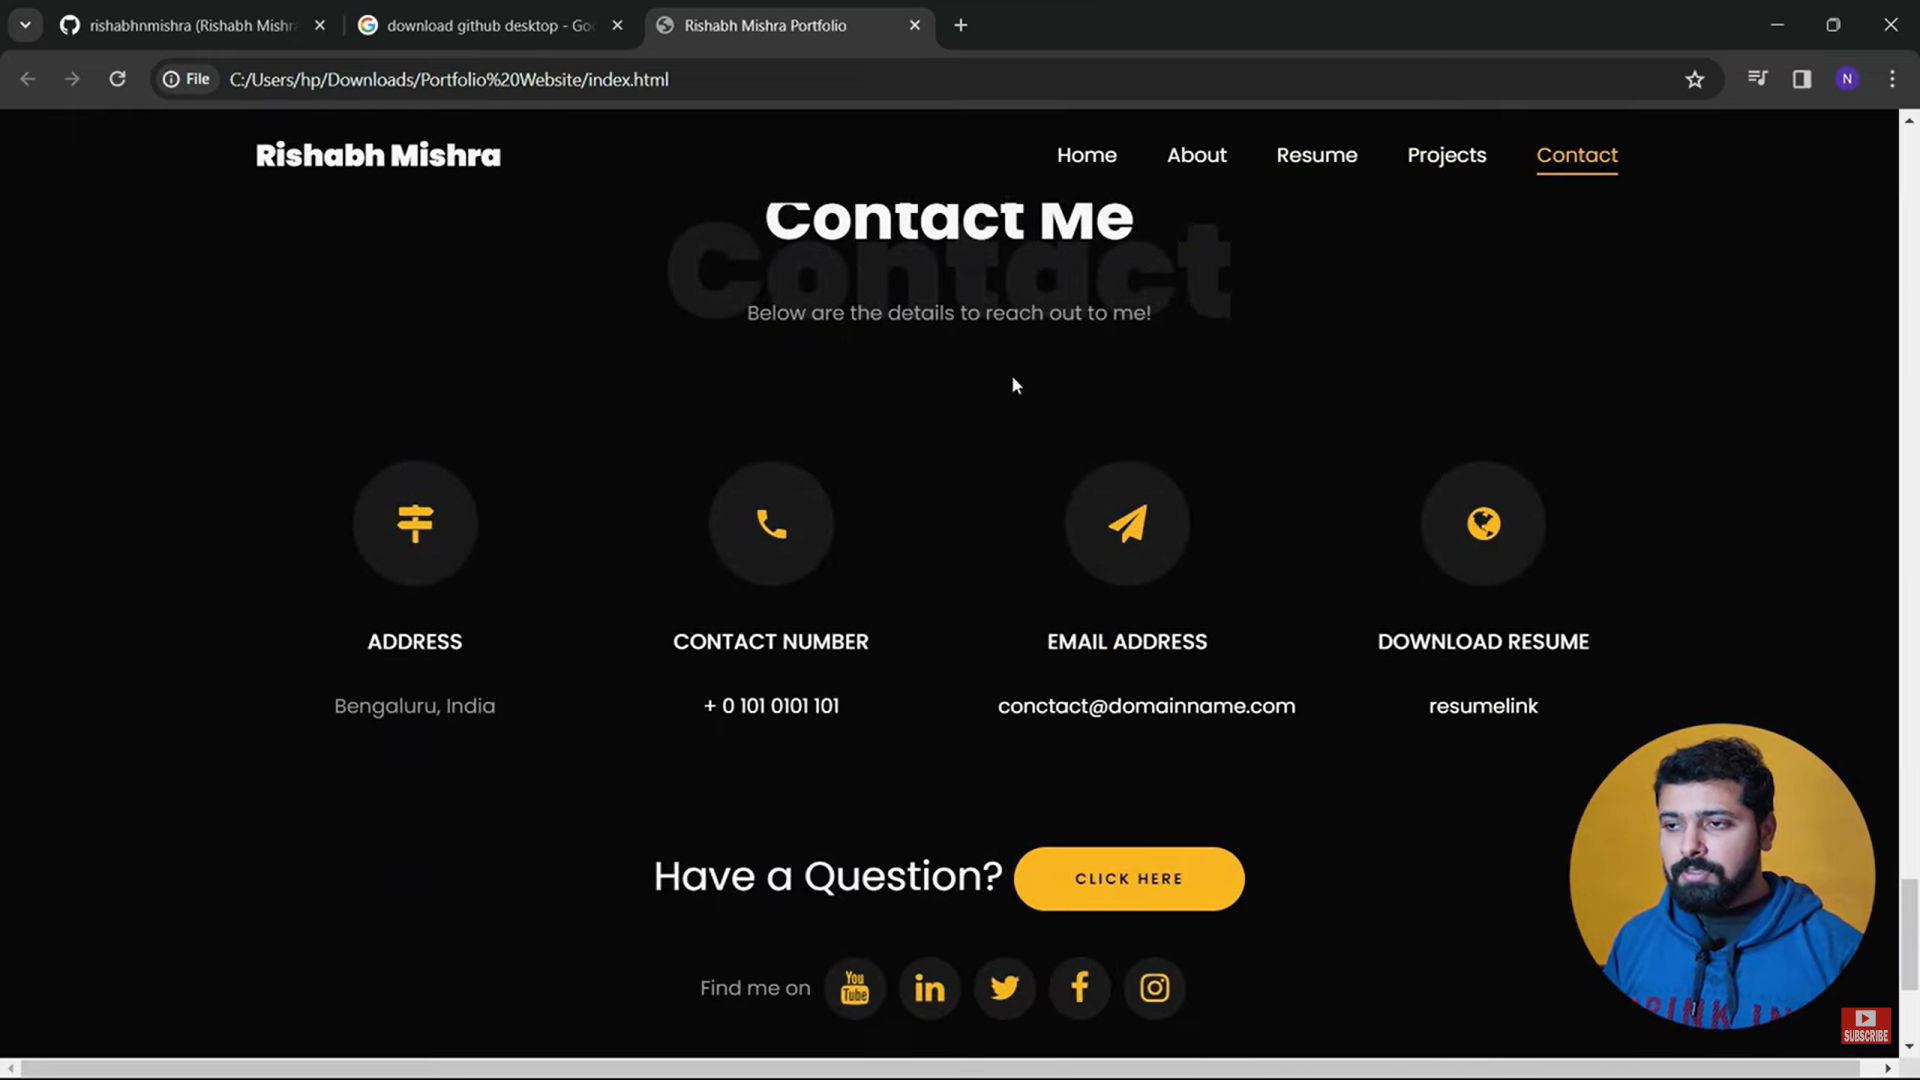 rishabhnmishra (Rishabh Mishr
download github desktop - Goo
Rishabh Mishra Portfolio
File
C:/Users/hp/Downloads/Portfolio%20Website/index.html
N
Rishabh Mishra
Home
About
Resume
Projects
Contact
Contact Me
Contact
Below are the details to reach out to me!
ADDRESS
CONTACT NUMBER
EMAIL ADDRESS
DOWNLOAD RESUME
Bengaluru, India
+ 0 101 0101 101
conctact@domainname.com
resumelink
Have a Question?
CLICK HERE
Find me on
You
Tube
in
SUBSCRIBE